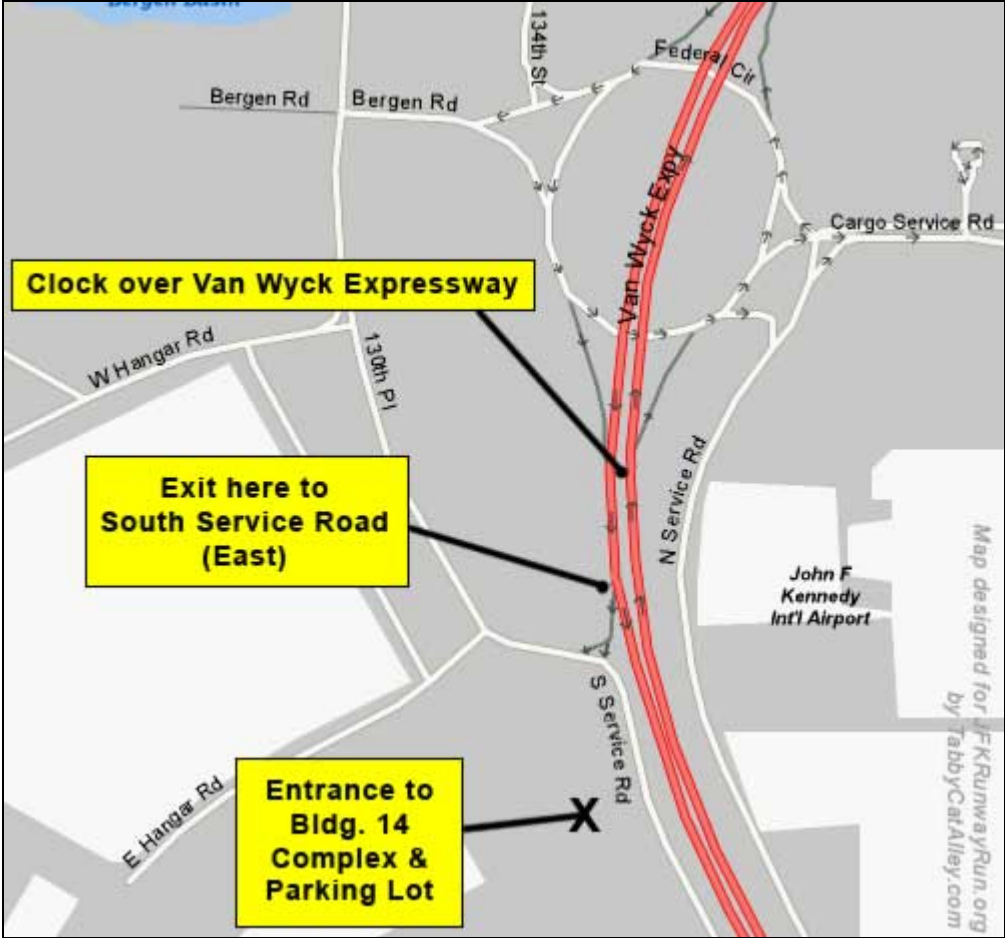 Bergen Basin
134th St
Federal Cir
Bergen Rd
Bergen Rd
Van Wyck Expy
Cargo Service Rd
Clock over Van Wyck Expressway
W Hangar Rd
130th Pl
Exit here to
South Service Road
(East)
N Service Rd
John F
Kennedy
Int'l Airport
S Service Rd
Entrance to
Bldg. 14
Complex &
Parking Lot
X
E Hangar Rd
Map designed for JFKRunwayRun.org
by TabbyCatAlley.com